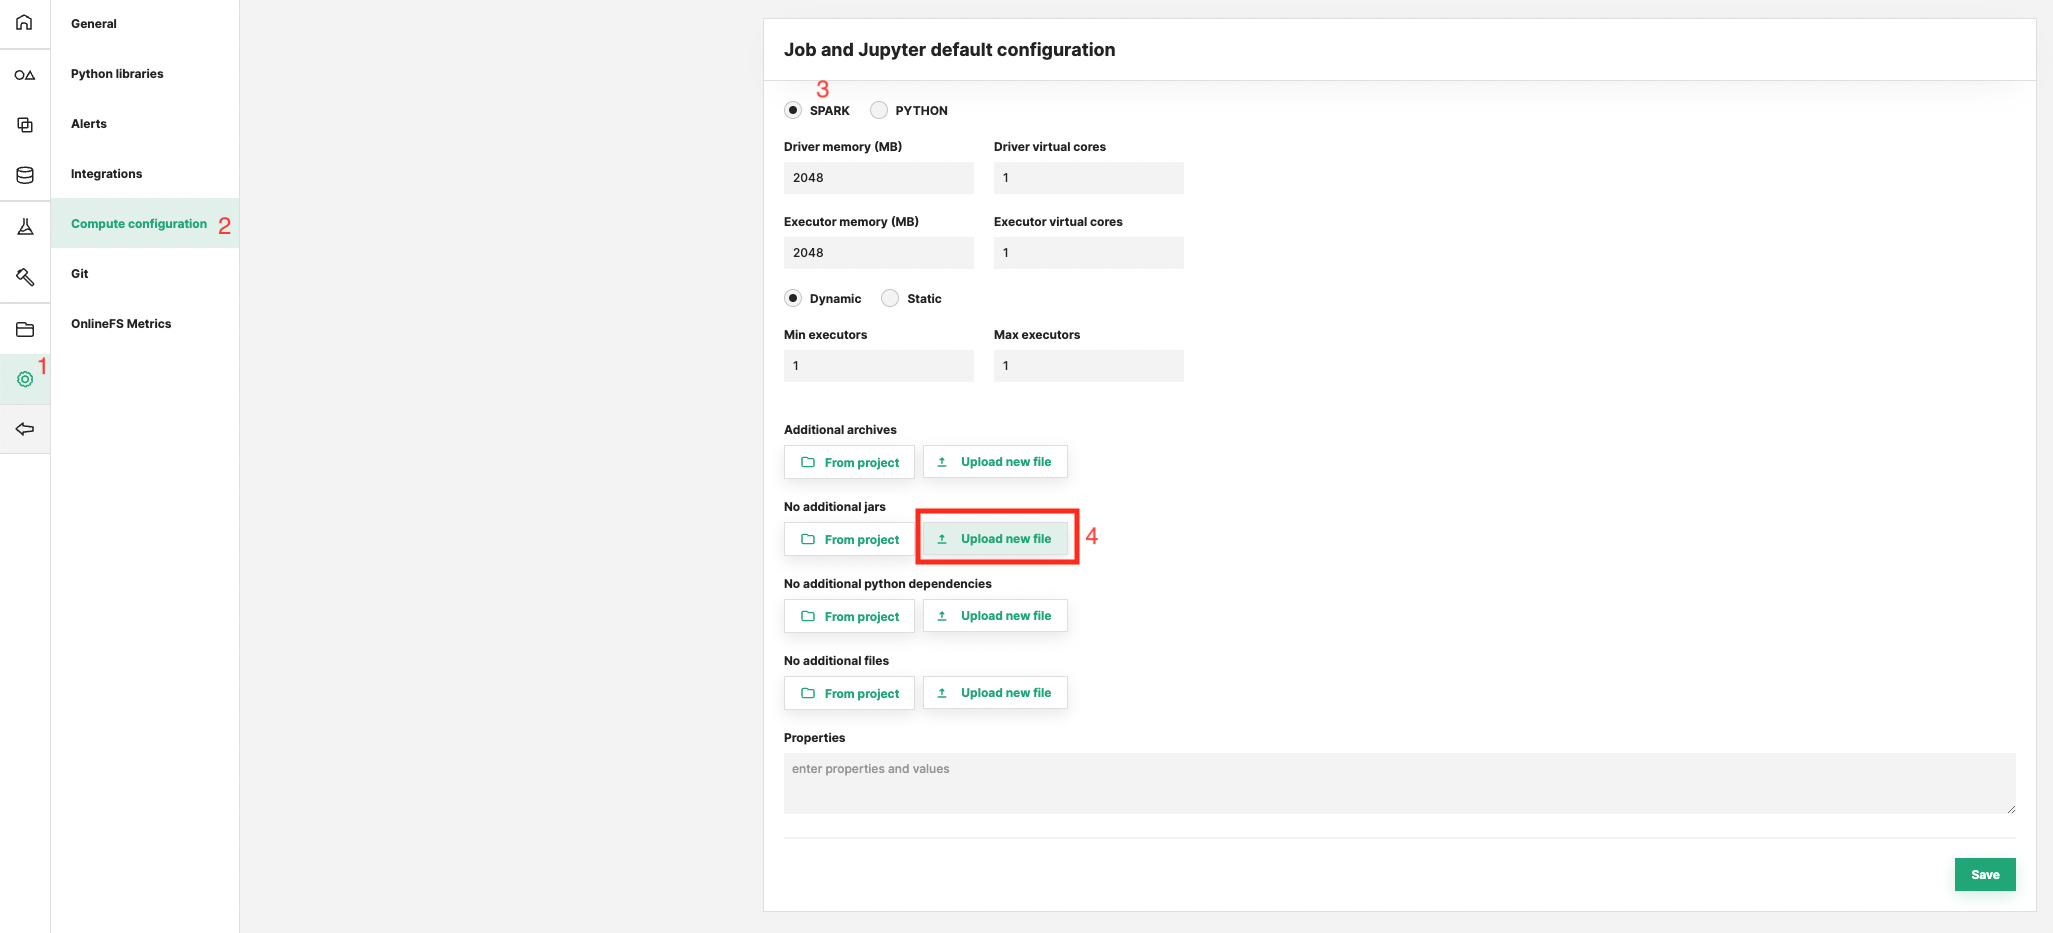 General
Python libraries
Alerts
Integrations
Compute configuration 2
Git
OnlineFS Metrics
1
Job and Jupyter default configuration
3
SPARK PYTHON
Driver memory (MB) Driver virtual cores
2048 1
Executor memory (MB) Executor virtual cores
2048 1
Dynamic Static
Min executors Max executors
1 1
Additional archives
From project Upload new file
No additional jars
From project Upload new file 4
No additional python dependencies
From project Upload new file
No additional files
From project Upload new file
Properties
enter properties and values
Save